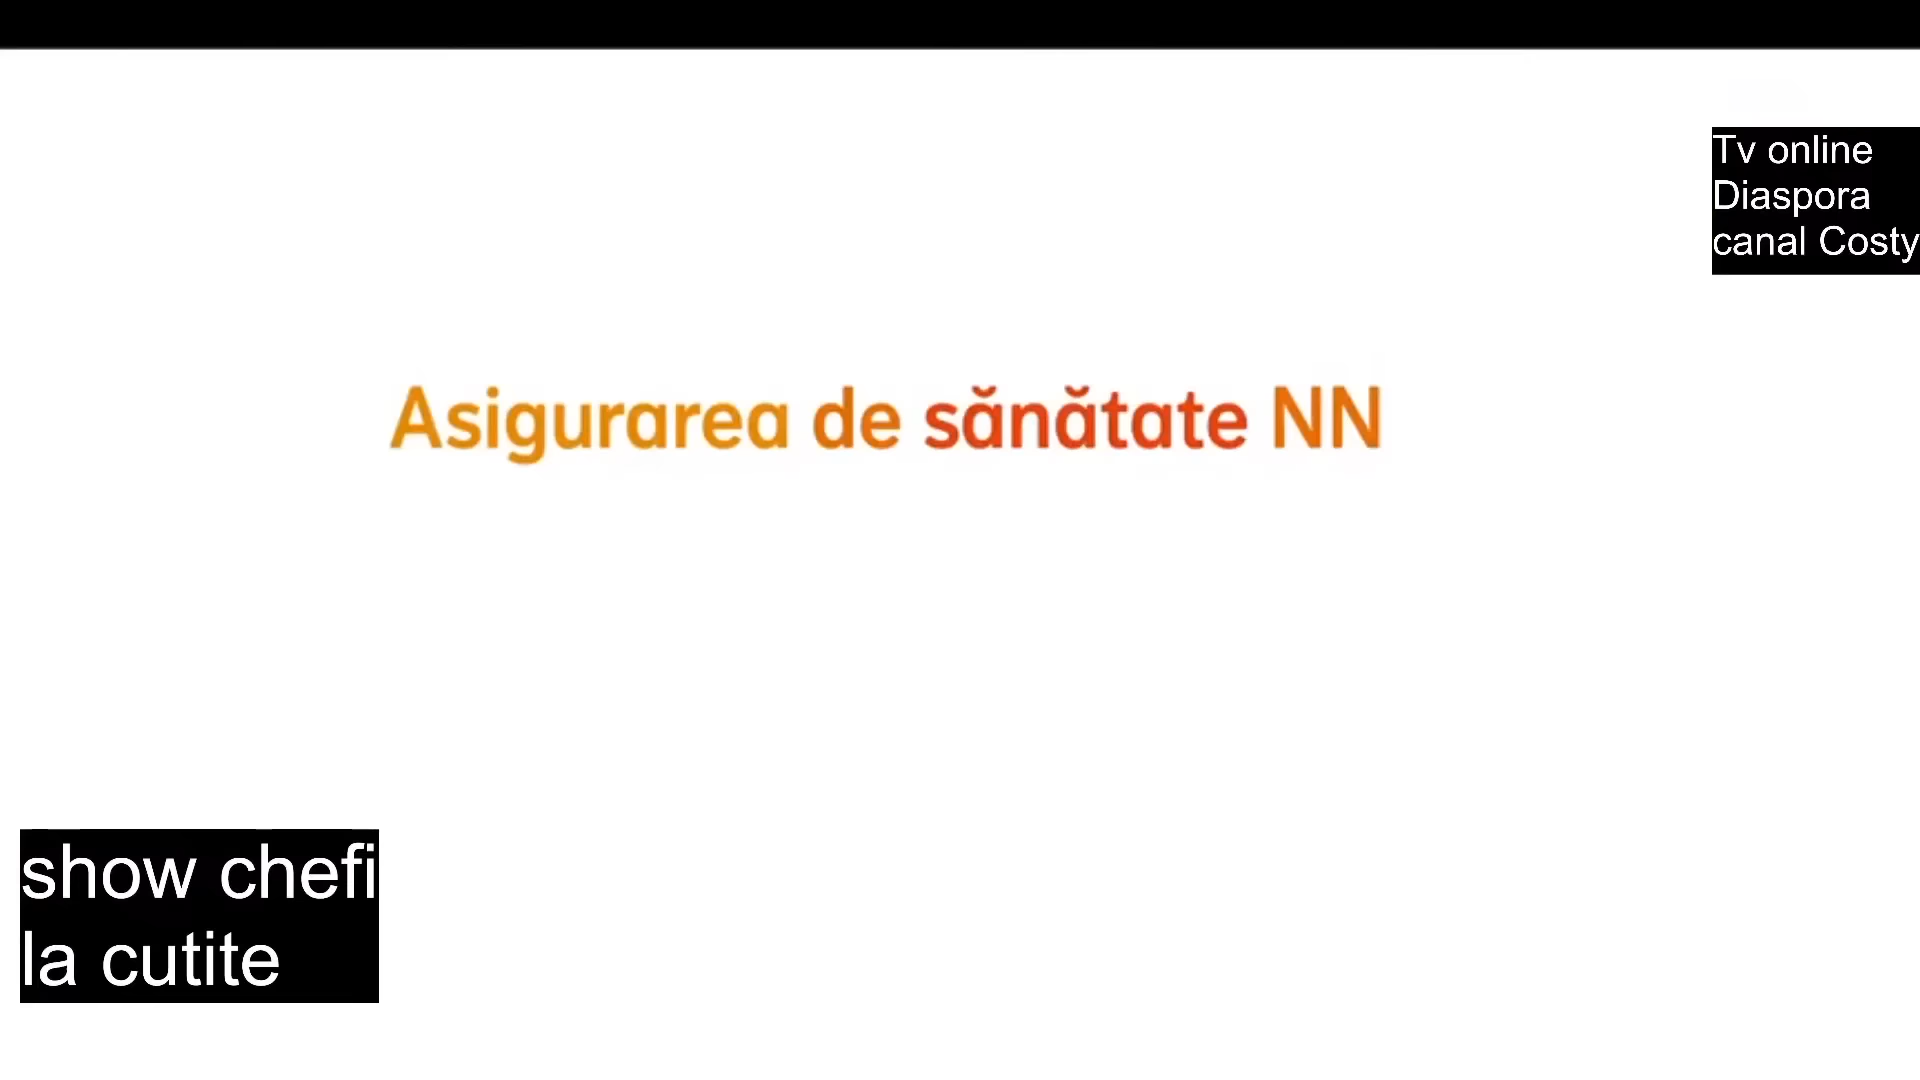 Tv online
Diaspora
canal Costy
Asigurarea de sănătate NN
show chefi
la cutite